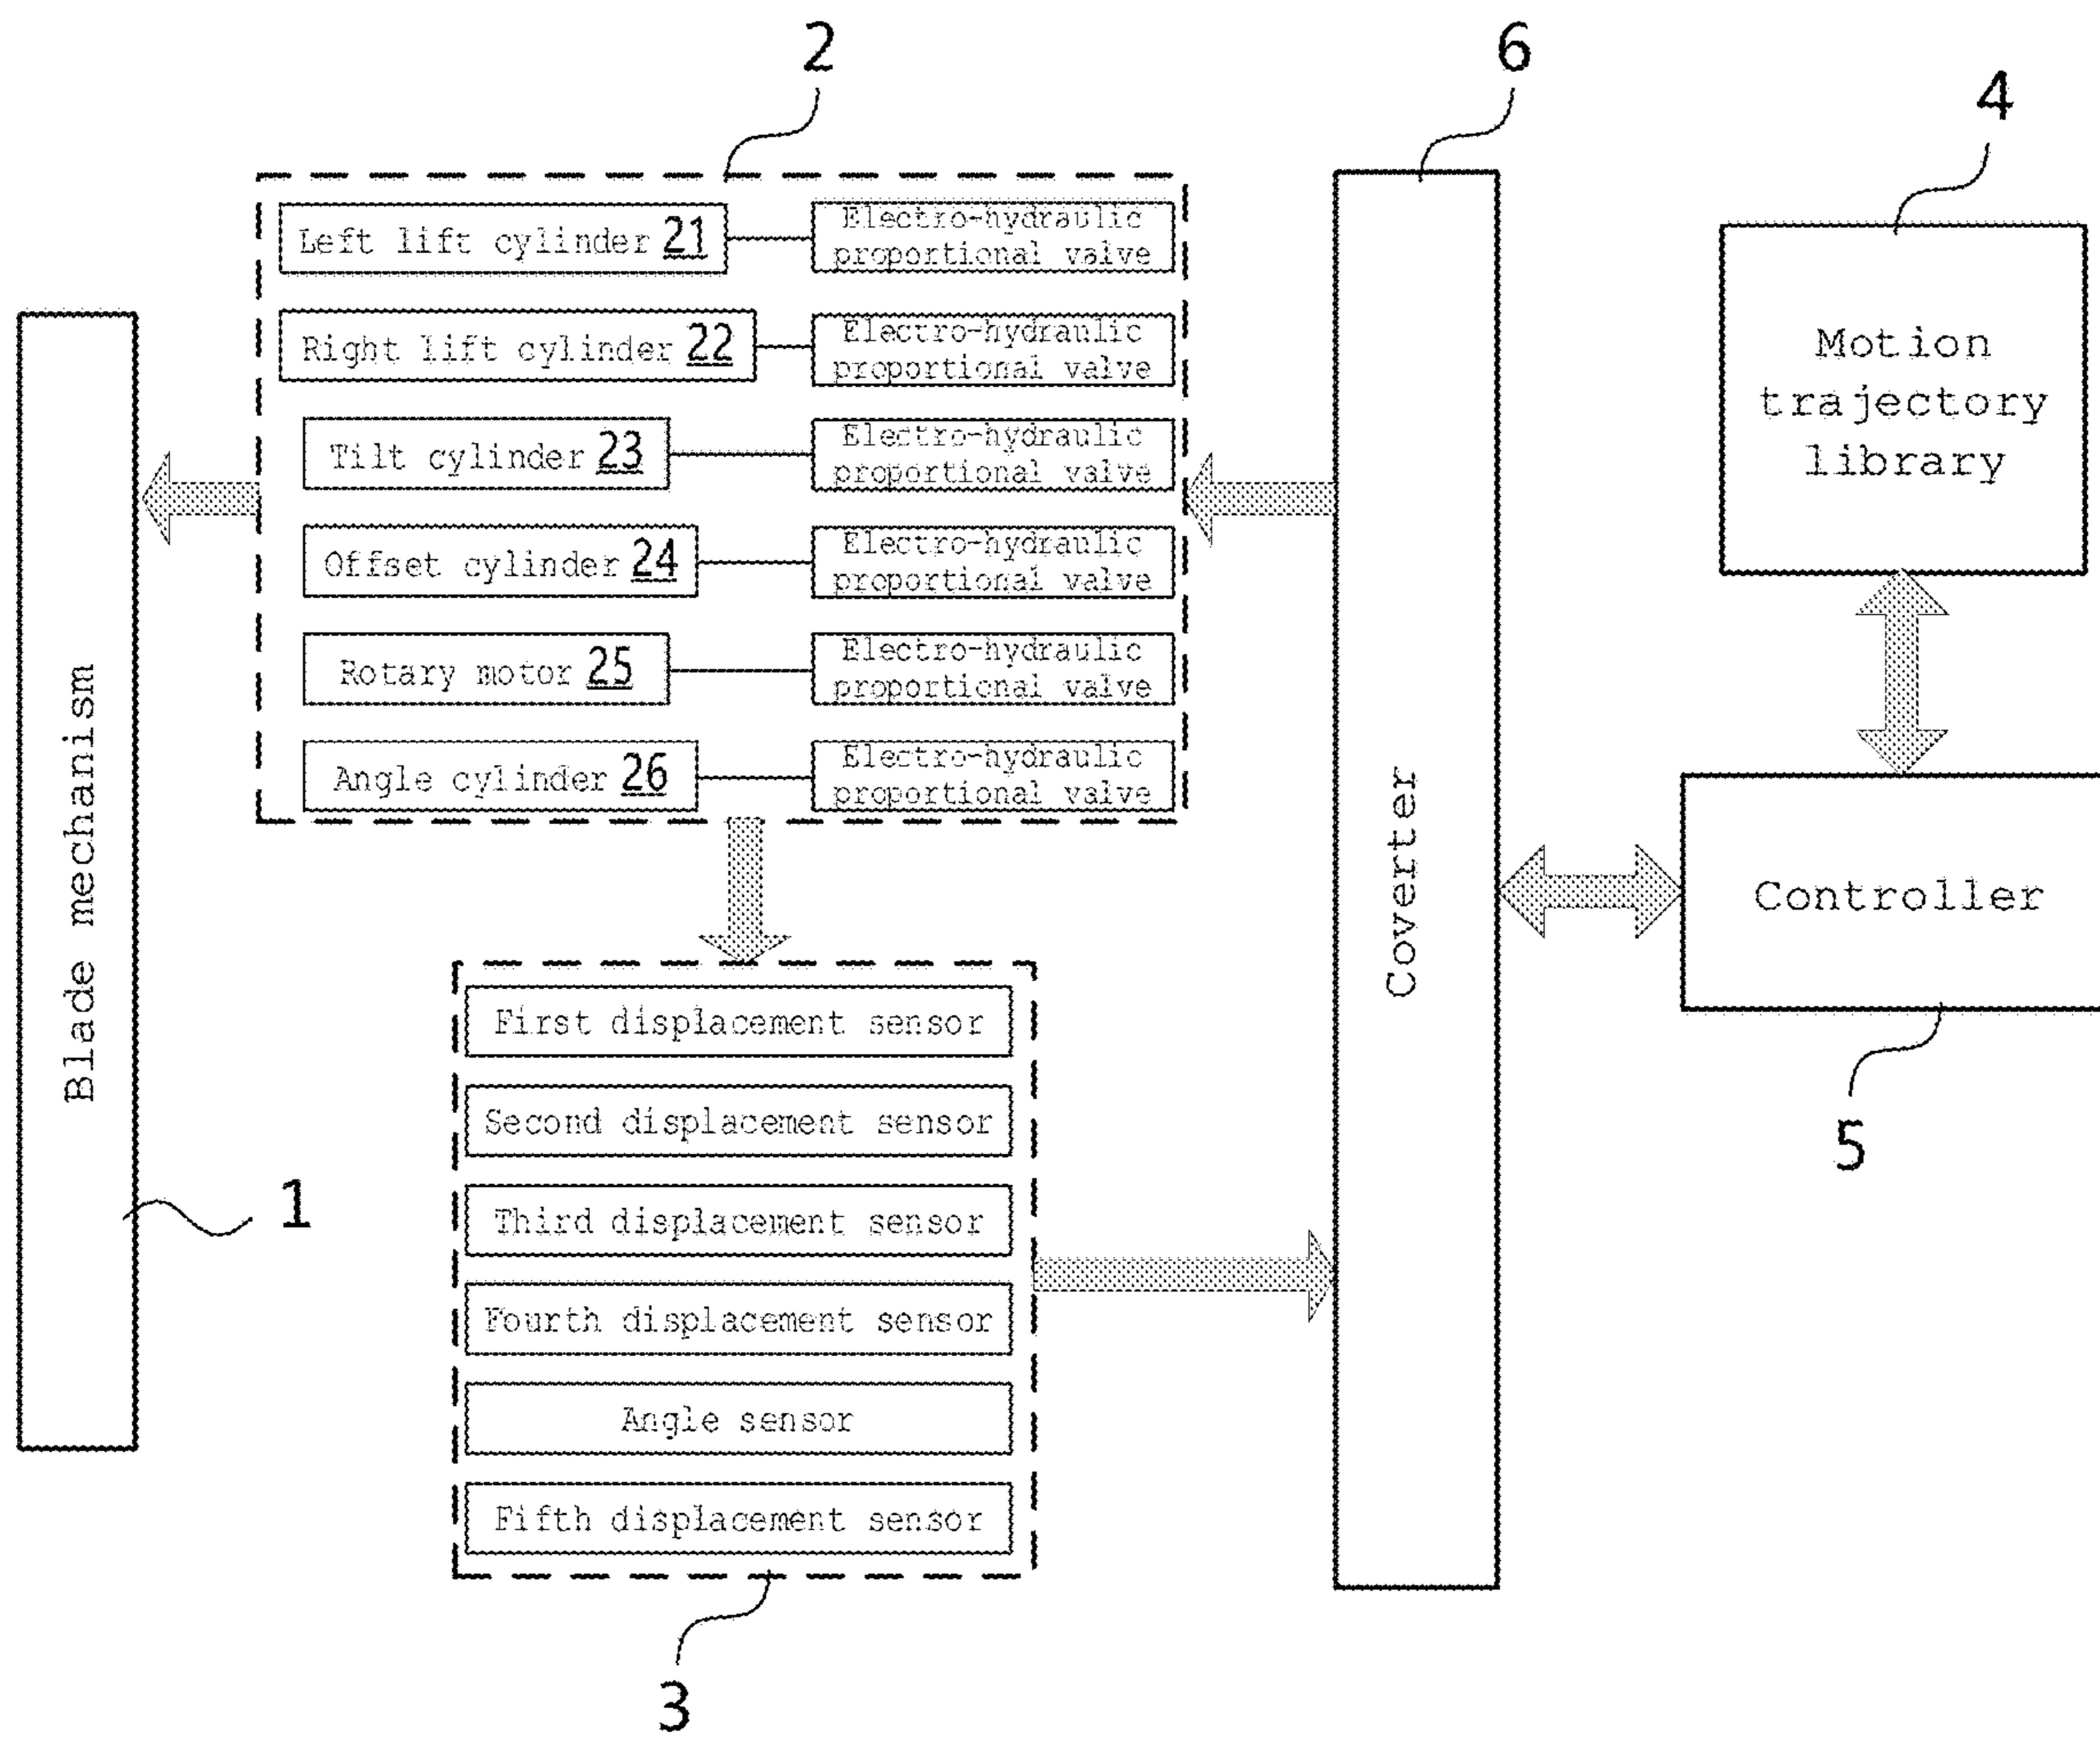 2
6
4
Left lift cylinder 21
Electro-hydraulic
proportional valve
Right lift cylinder 22
Electro-hydraulic
proportional valve
Tilt cylinder 23
Electro-hydraulic
proportional valve
Offset cylinder 24
Electro-hydraulic
proportional valve
Rotary motor 25
Electro-hydraulic
proportional valve
Angle cylinder 26
Electro-hydraulic
proportional valve
Motion
trajectory
library
Blade mechanism
Coverter
Controller
First displacement sensor
Second displacement sensor
Third displacement sensor
Fourth displacement sensor
Angle sensor
Fifth displacement sensor
5
1
3